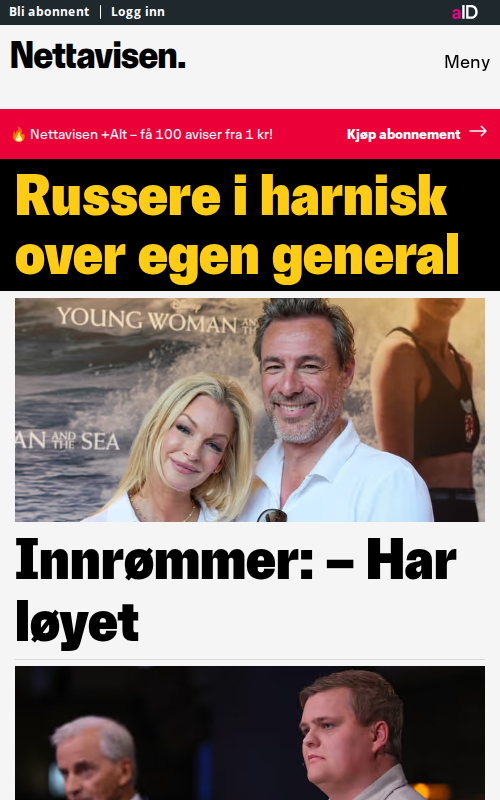 Bli abonnent | Logg inn
aID
Nettavisen.
Meny
🔥 Nettavisen +Alt – få 100 aviser fra 1 kr!
Kjøp abonnement →
Russere i harnisk
over egen general
Disney
YOUNG WOMAN AND
AN AND THE SEA
Innrømmer: – Har
løyet